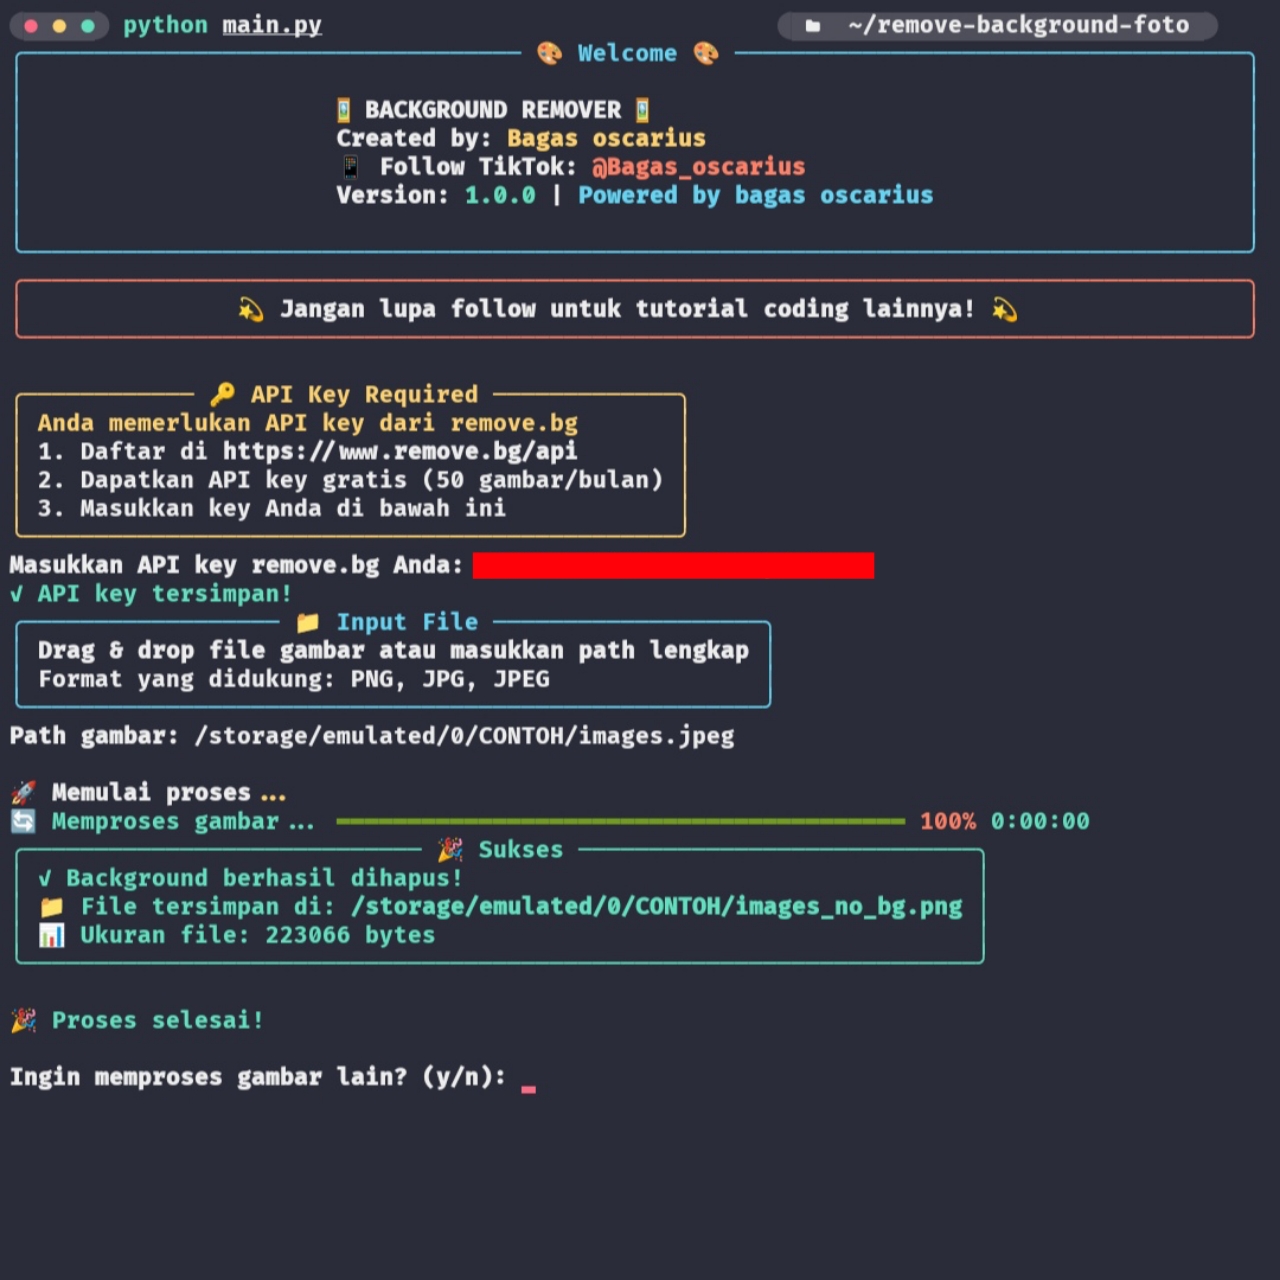 python main.py
~/remove-background-foto
🎨 Welcome 🎨
🖼️ BACKGROUND REMOVER 🖼️
Created by: Bagas oscarius
📱 Follow TikTok: @Bagas_oscarius
Version: 1.0.0 | Powered by bagas oscarius
💫 Jangan lupa follow untuk tutorial coding lainnya! 💫
🔑 API Key Required
Anda memerlukan API key dari remove.bg
1. Daftar di https://www.remove.bg/api
2. Dapatkan API key gratis (50 gambar/bulan)
3. Masukkan key Anda di bawah ini
Masukkan API key remove.bg Anda:
√ API key tersimpan!
📁 Input File
Drag & drop file gambar atau masukkan path lengkap
Format yang didukung: PNG, JPG, JPEG
Path gambar: /storage/emulated/0/CONTOH/images.jpeg
🚀 Memulai proses...
🔄 Memproses gambar... 100% 0:00:00
🎉 Sukses
√ Background berhasil dihapus!
📁 File tersimpan di: /storage/emulated/0/CONTOH/images_no_bg.png
📊 Ukuran file: 223066 bytes
🎉 Proses selesai!
Ingin memproses gambar lain? (y/n):